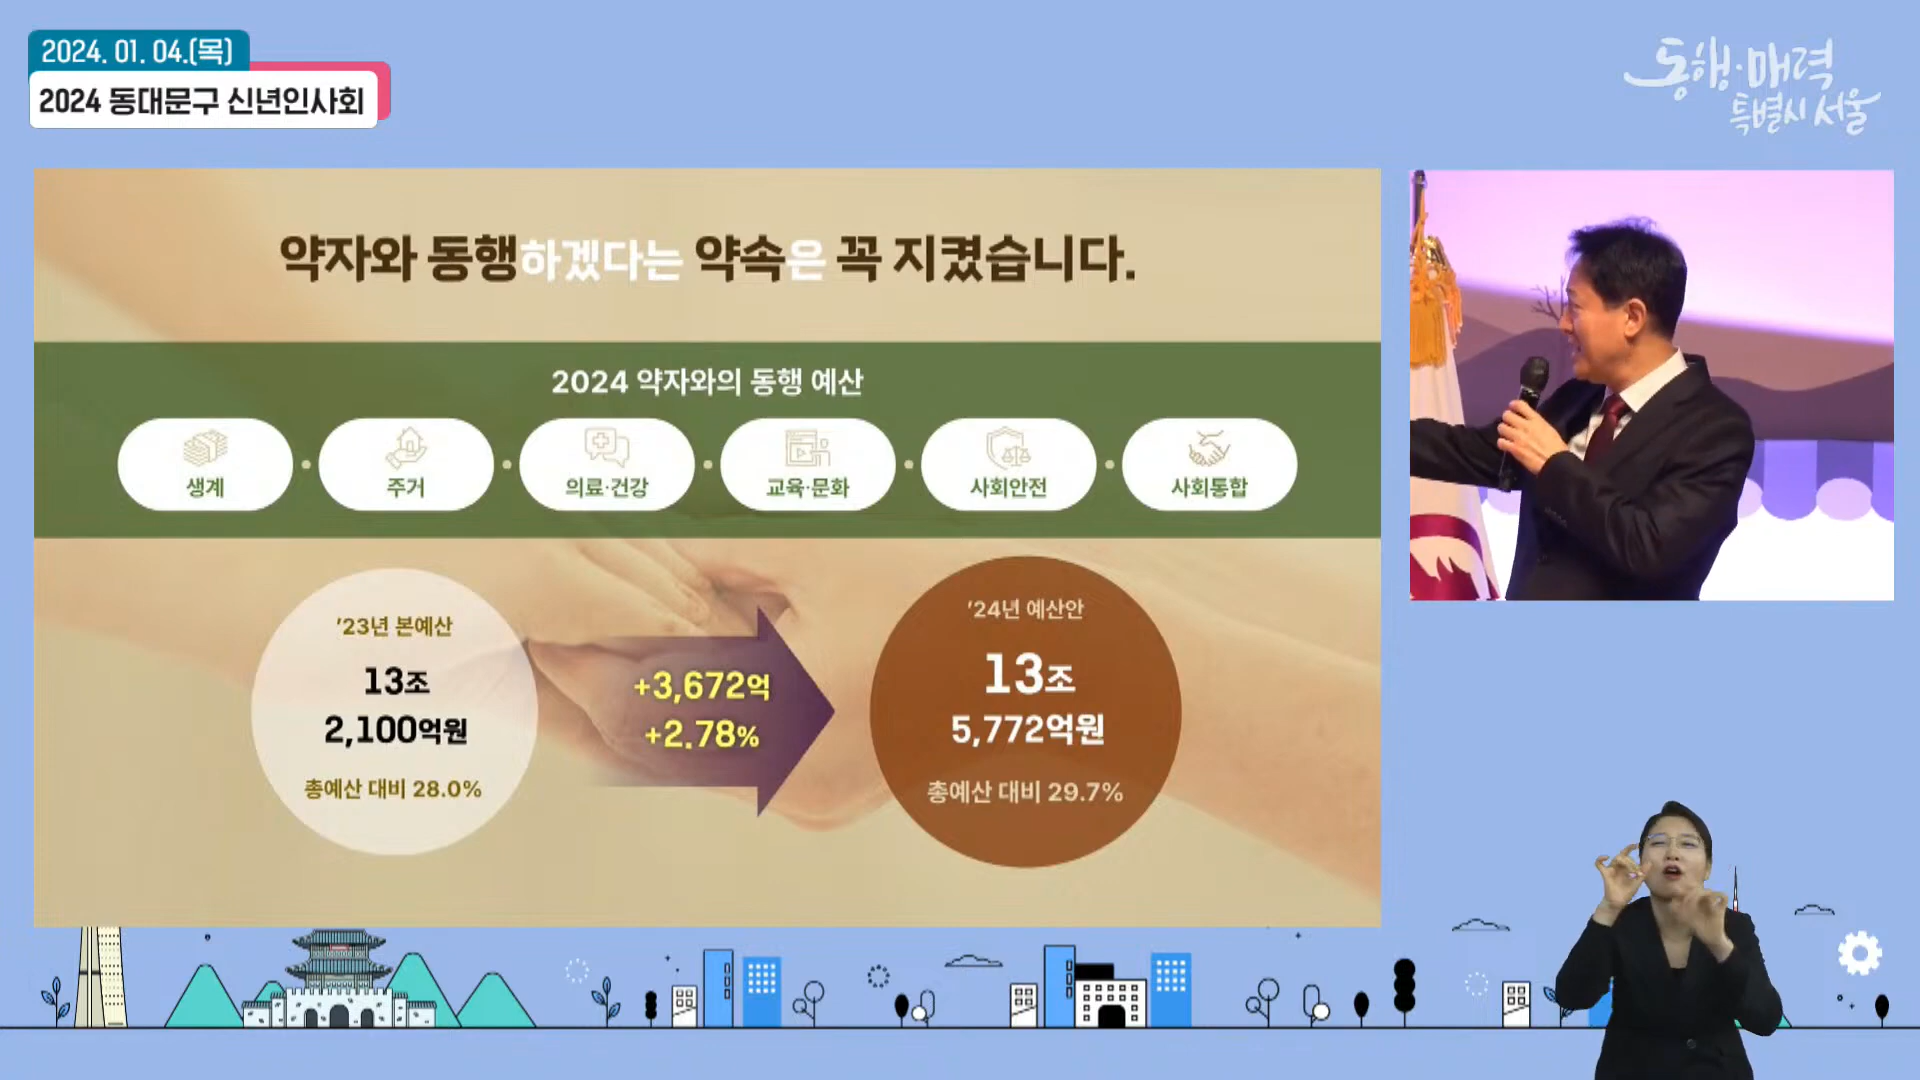 2024. 01. 04.(목)
2024 동대문구 신년인사회
동행·매력
특별시 서울
약자와 동행하겠다는 약속은 꼭 지켰습니다.
2024 약자와의 동행 예산
생계
주거
의료·건강
교육·문화
사회안전
사회통합
'23년 본예산
13조
2,100억원
총예산 대비 28.0%
+3,672억
+2.78%
'24년 예산안
13조
5,772억원
총예산 대비 29.7%